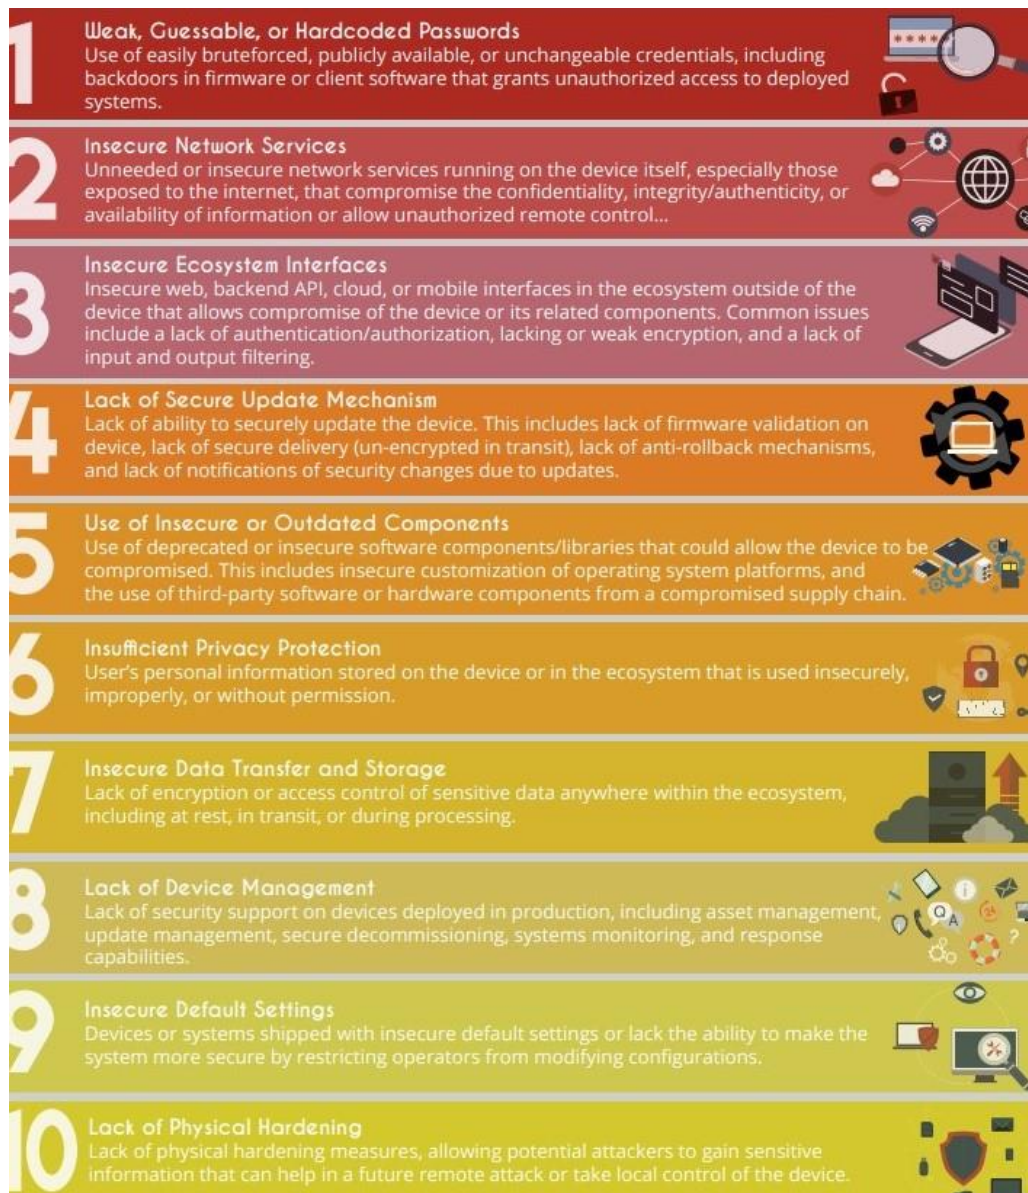 1
Weak, Guessable, or Hardcoded Passwords
Use of easily bruteforced, publicly available, or unchangeable credentials, including
backdoors in firmware or client software that grants unauthorized access to deployed
systems.
2
Insecure Network Services
Unneeded or insecure network services running on the device itself, especially those
exposed to the internet, that compromise the confidentiality, integrity/authenticity, or
availability of information or allow unauthorized remote control...
3
Insecure Ecosystem Interfaces
Insecure web, backend API, cloud, or mobile interfaces in the ecosystem outside of the
device that allows compromise of the device or its related components. Common issues
include a lack of authentication/authorization, lacking or weak encryption, and a lack of
input and output filtering.
4
Lack of Secure Update Mechanism
Lack of ability to securely update the device. This includes lack of firmware validation on
device, lack of secure delivery (un-encrypted in transit), lack of anti-rollback mechanisms,
and lack of notifications of security changes due to updates.
5
Use of Insecure or Outdated Components
Use of deprecated or insecure software components/libraries that could allow the device to be
compromised. This includes insecure customization of operating system platforms, and
the use of third-party software or hardware components from a compromised supply chain.
6
Insufficient Privacy Protection
User's personal information stored on the device or in the ecosystem that is used insecurely,
improperly, or without permission.
7
Insecure Data Transfer and Storage
Lack of encryption or access control of sensitive data anywhere within the ecosystem,
including at rest, in transit, or during processing.
8
Lack of Device Management
Lack of security support on devices deployed in production, including asset management,
update management, secure decommissioning, systems monitoring, and response
capabilities.
i
Q A
24
?
9
Insecure Default Settings
Devices or systems shipped with insecure default settings or lack the ability to make the
system more secure by restricting operators from modifying configurations.
10
Lack of Physical Hardening
Lack of physical hardening measures, allowing potential attackers to gain sensitive
information that can help in a future remote attack or take local control of the device.